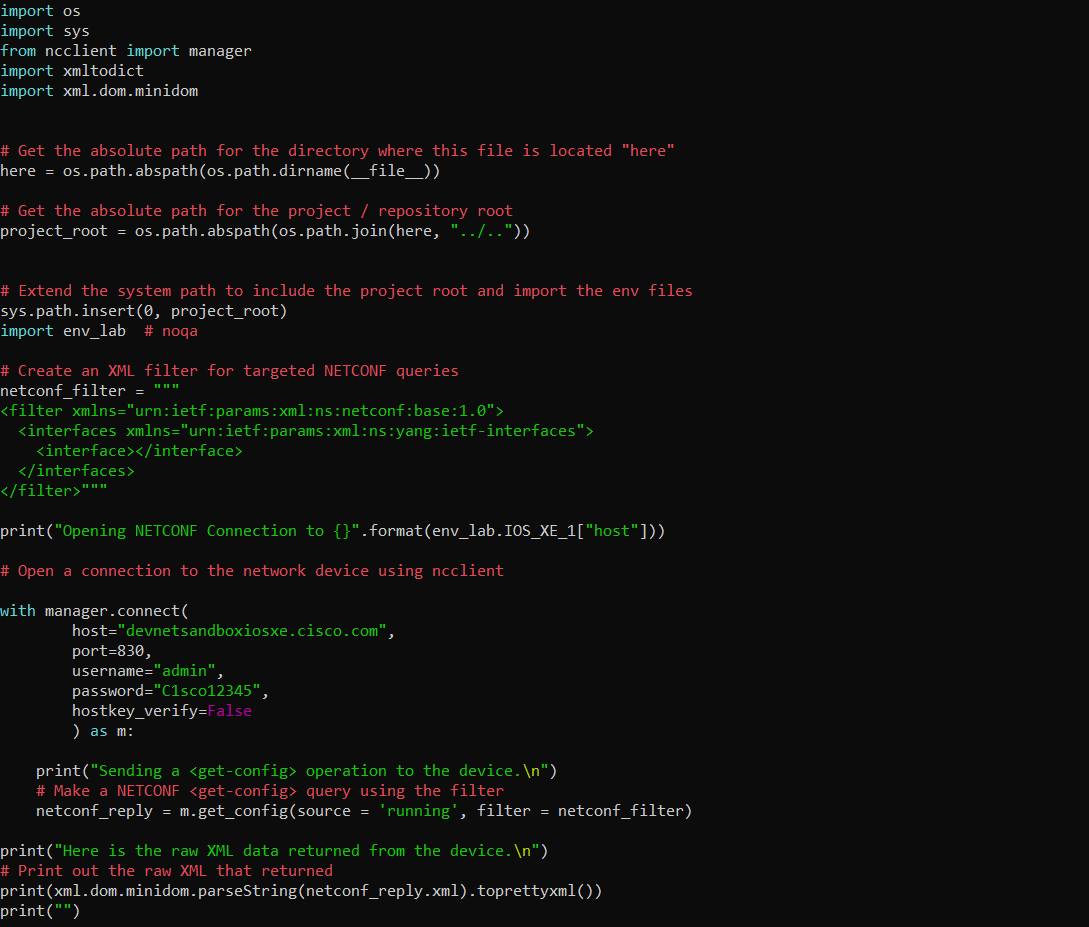 import os
import sys
from ncclient import manager
import xmltodict
import xml.dom.minidom
# Get the absolute path for the directory where this file is located "here"
here = os.path.abspath(os.path.dirname(__file__))
# Get the absolute path for the project / repository root
project_root = os.path.abspath(os.path.join(here, "../.."))
# Extend the system path to include the project root and import the env files
sys.path.insert(0, project_root)
import env_lab  # noqa
# Create an XML filter for targeted NETCONF queries
netconf_filter = """
<filter xmlns="urn:ietf:params:xml:ns:netconf:base:1.0">
  <interfaces xmlns="urn:ietf:params:xml:ns:yang:ietf-interfaces">
    <interface></interface>
  </interfaces>
</filter>"""
print("Opening NETCONF Connection to {}".format(env_lab.IOS_XE_1["host"]))
# Open a connection to the network device using ncclient
with manager.connect(
        host="devnetsandboxiosxe.cisco.com",
        port=830,
        username="admin",
        password="C1sco12345",
        hostkey_verify=False
        ) as m:
    print("Sending a <get-config> operation to the device.\n")
    # Make a NETCONF <get-config> query using the filter
    netconf_reply = m.get_config(source = 'running', filter = netconf_filter)
print("Here is the raw XML data returned from the device.\n")
# Print out the raw XML that returned
print(xml.dom.minidom.parseString(netconf_reply.xml).toprettyxml())
print("")